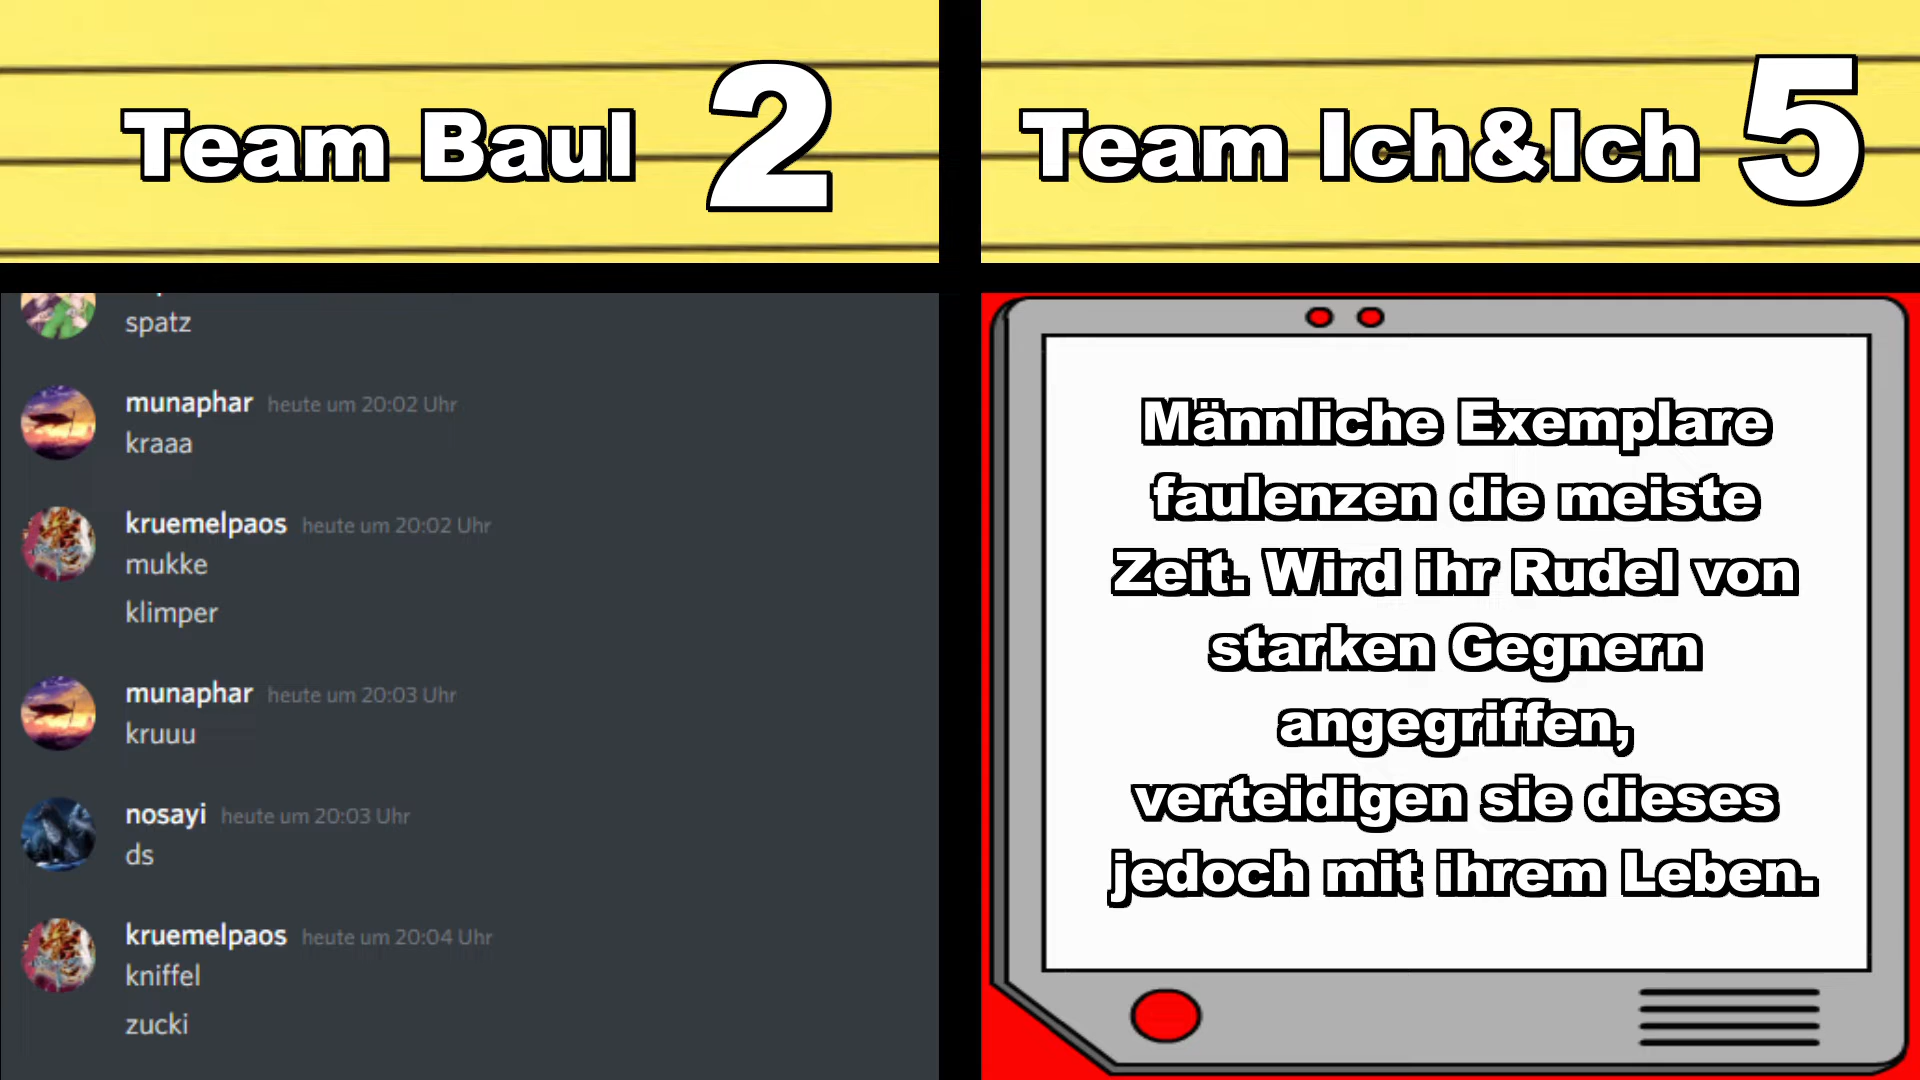 Team Baul 2
Team Ich&Ich 5
spatz
munaphar heute um 20:02 Uhr
kraaa
kruemelpaos heute um 20:02 Uhr
mukke
klimper
munaphar heute um 20:03 Uhr
kruuu
nosayi heute um 20:03 Uhr
ds
kruemelpaos heute um 20:04 Uhr
kniffel
zucki
Männliche Exemplare
faulenzen die meiste
Zeit. Wird ihr Rudel von
starken Gegnern
angegriffen,
verteidigen sie dieses
jedoch mit ihrem Leben.